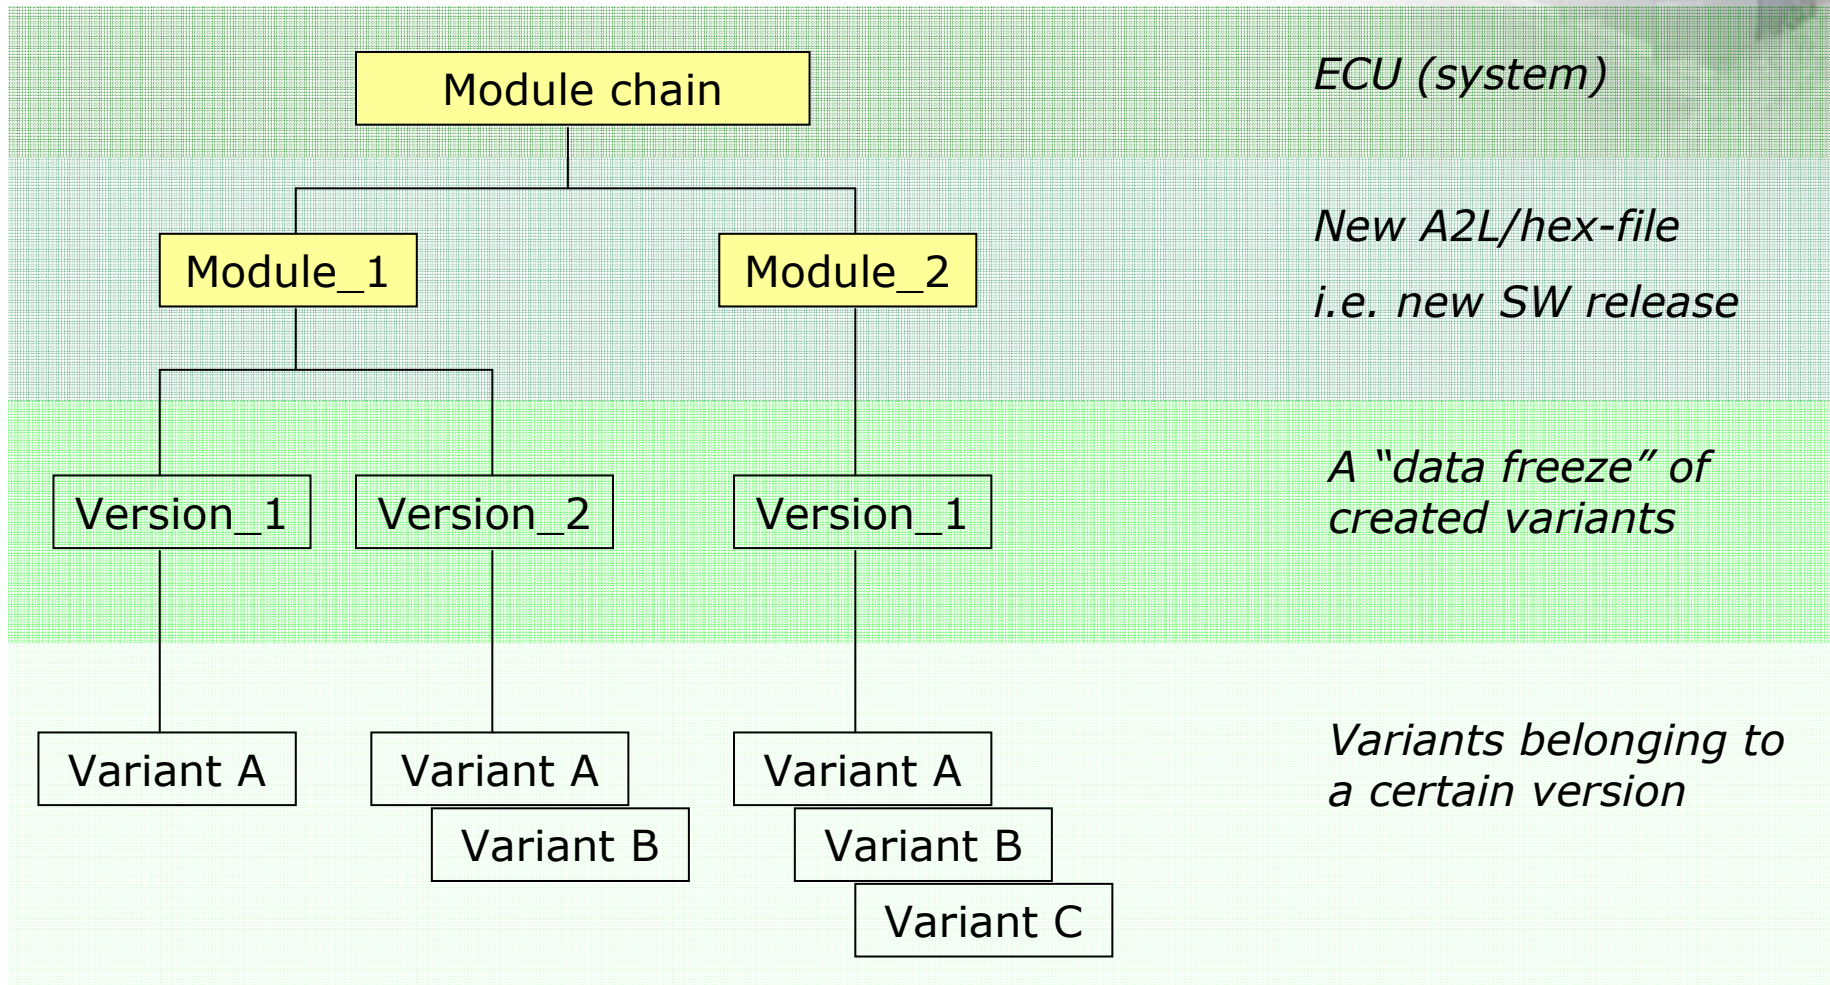 Module chain
ECU (system)
Module_1
Module_2
New A2L/hex-file
i.e. new SW release
Version_1
Version_2
Version_1
A “data freeze” of
created variants
Variant A
Variant A
Variant B
Variant A
Variant B
Variant C
Variants belonging to
a certain version